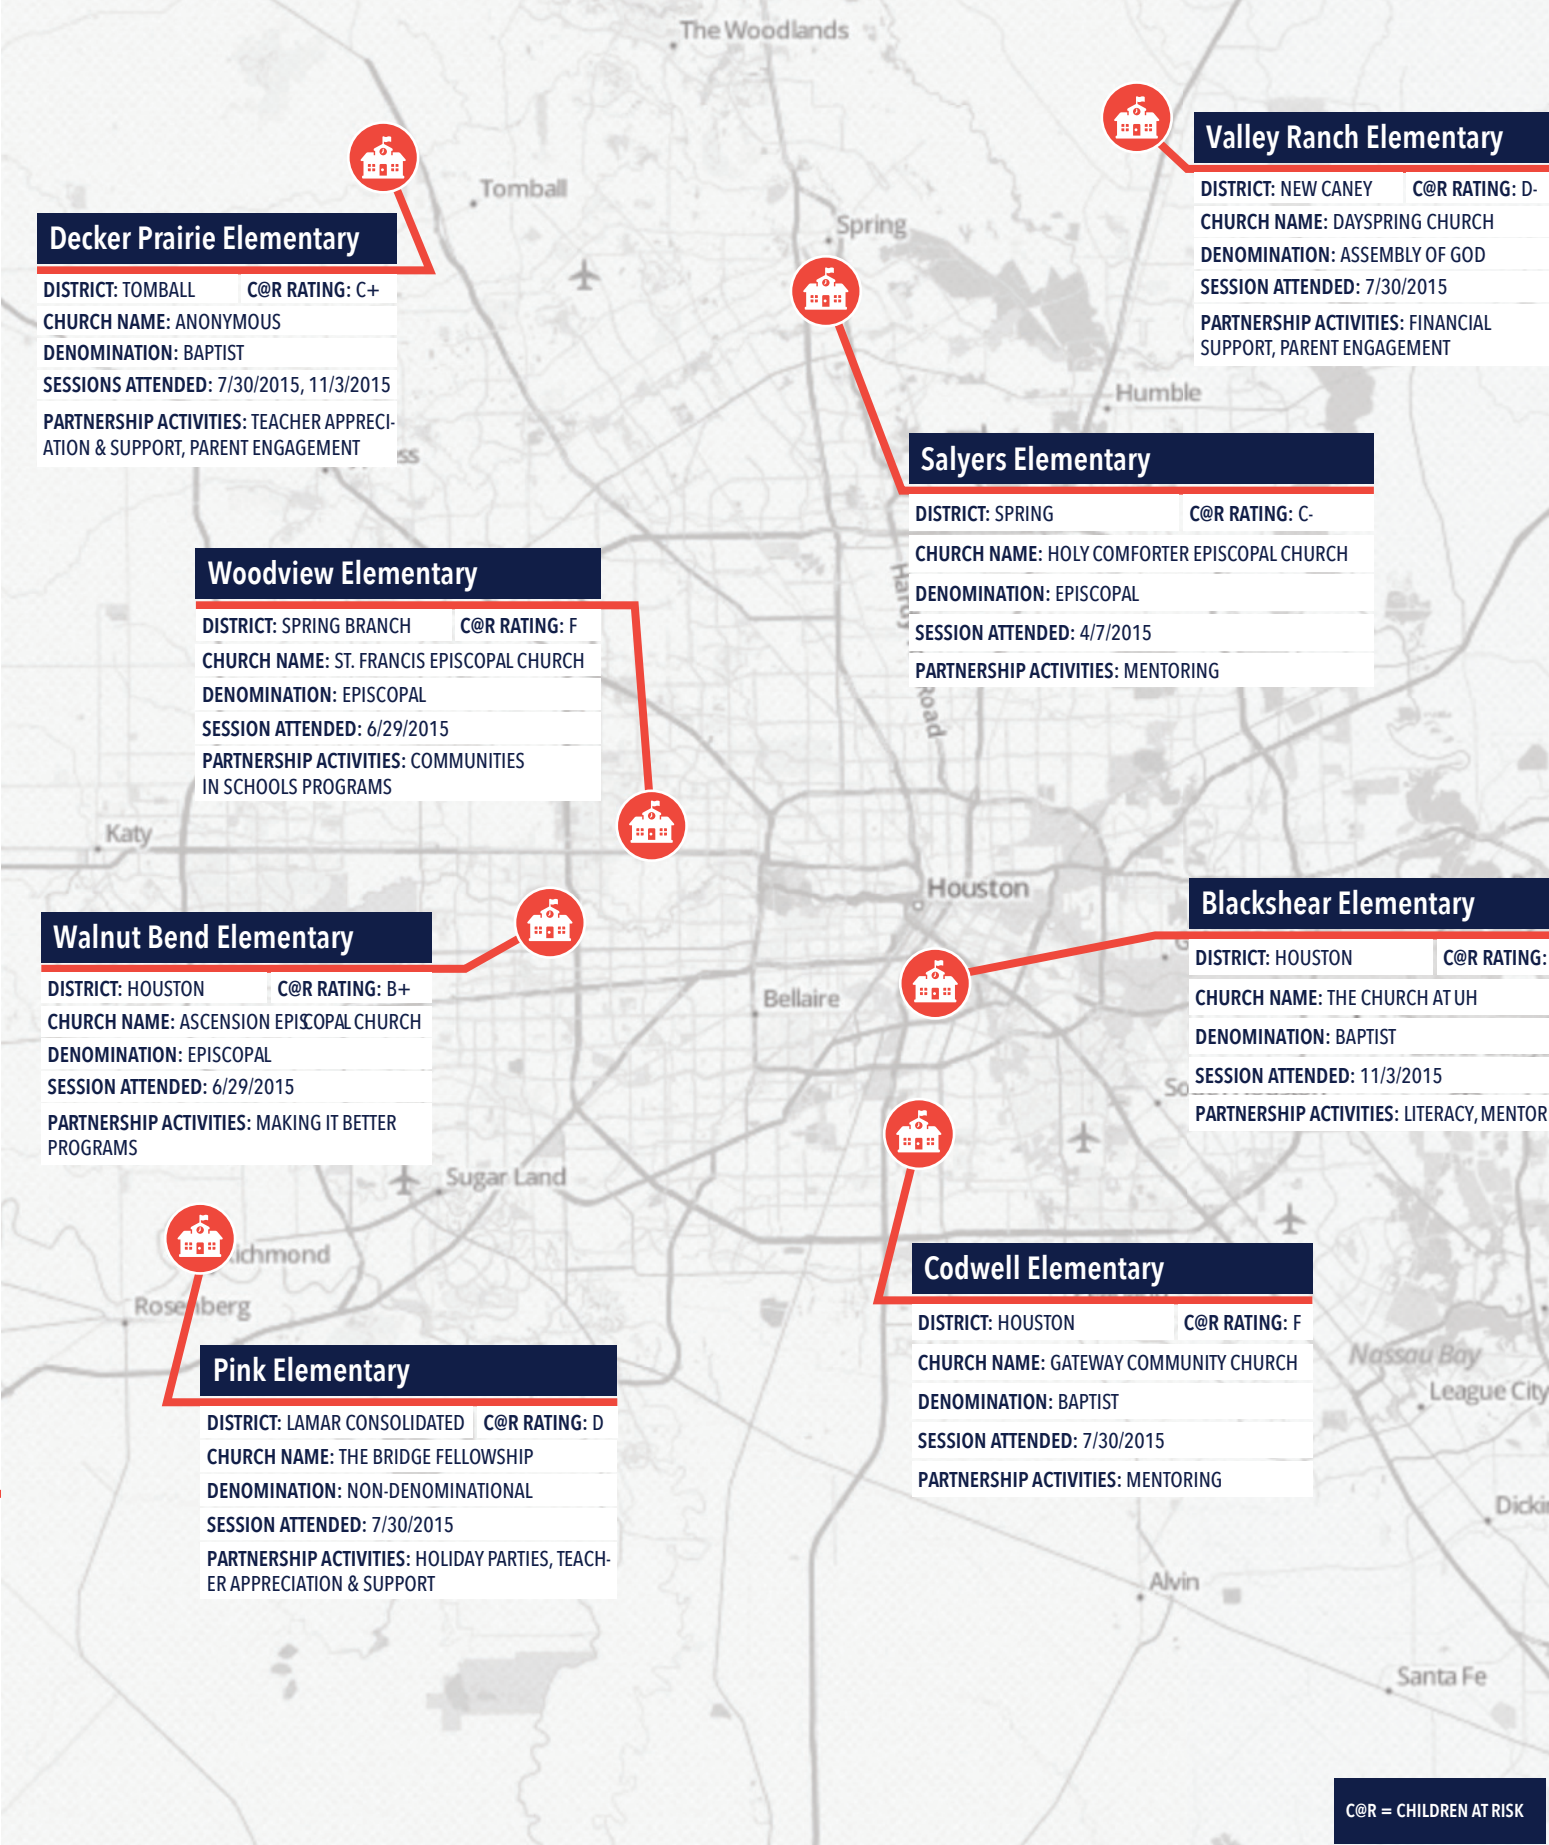 The Woodlands
Valley Ranch Elementary
DISTRICT: NEW CANEY C@R RATING: D-
CHURCH NAME: DAYSPRING CHURCH
DENOMINATION: ASSEMBLY OF GOD
SESSION ATTENDED: 7/30/2015
PARTNERSHIP ACTIVITIES: FINANCIAL
SUPPORT, PARENT ENGAGEMENT
Tomball
Spring
Decker Prairie Elementary
DISTRICT: TOMBALL C@R RATING: C+
CHURCH NAME: ANONYMOUS
DENOMINATION: BAPTIST
SESSIONS ATTENDED: 7/30/2015, 11/3/2015
PARTNERSHIP ACTIVITIES: TEACHER APPRECI-
ATION & SUPPORT, PARENT ENGAGEMENT
ss
Humble
Salyers Elementary
DISTRICT: SPRING C@R RATING: C-
CHURCH NAME: HOLY COMFORTER EPISCOPAL CHURCH
DENOMINATION: EPISCOPAL
SESSION ATTENDED: 4/7/2015
PARTNERSHIP ACTIVITIES: MENTORING
Road
Woodview Elementary
DISTRICT: SPRING BRANCH C@R RATING: F
CHURCH NAME: ST. FRANCIS EPISCOPAL CHURCH
DENOMINATION: EPISCOPAL
SESSION ATTENDED: 6/29/2015
PARTNERSHIP ACTIVITIES: COMMUNITIES
IN SCHOOLS PROGRAMS
Katy
Houston
Walnut Bend Elementary
DISTRICT: HOUSTON C@R RATING: B+
CHURCH NAME: ASCENSION EPISCOPAL CHURCH
DENOMINATION: EPISCOPAL
SESSION ATTENDED: 6/29/2015
PARTNERSHIP ACTIVITIES: MAKING IT BETTER
PROGRAMS
Bellaire
Blackshear Elementary
DISTRICT: HOUSTON C@R RATING:
CHURCH NAME: THE CHURCH AT UH
DENOMINATION: BAPTIST
SESSION ATTENDED: 11/3/2015
PARTNERSHIP ACTIVITIES: LITERACY, MENTOR
So
Sugar Land
ichmond
Rosenberg
Codwell Elementary
DISTRICT: HOUSTON C@R RATING: F
CHURCH NAME: GATEWAY COMMUNITY CHURCH
DENOMINATION: BAPTIST
SESSION ATTENDED: 7/30/2015
PARTNERSHIP ACTIVITIES: MENTORING
Nassau Bay
League City
Pink Elementary
DISTRICT: LAMAR CONSOLIDATED C@R RATING: D
CHURCH NAME: THE BRIDGE FELLOWSHIP
DENOMINATION: NON-DENOMINATIONAL
SESSION ATTENDED: 7/30/2015
PARTNERSHIP ACTIVITIES: HOLIDAY PARTIES, TEACH-
ER APPRECIATION & SUPPORT
Dicki
Alvin
Santa Fe
C@R = CHILDREN AT RISK